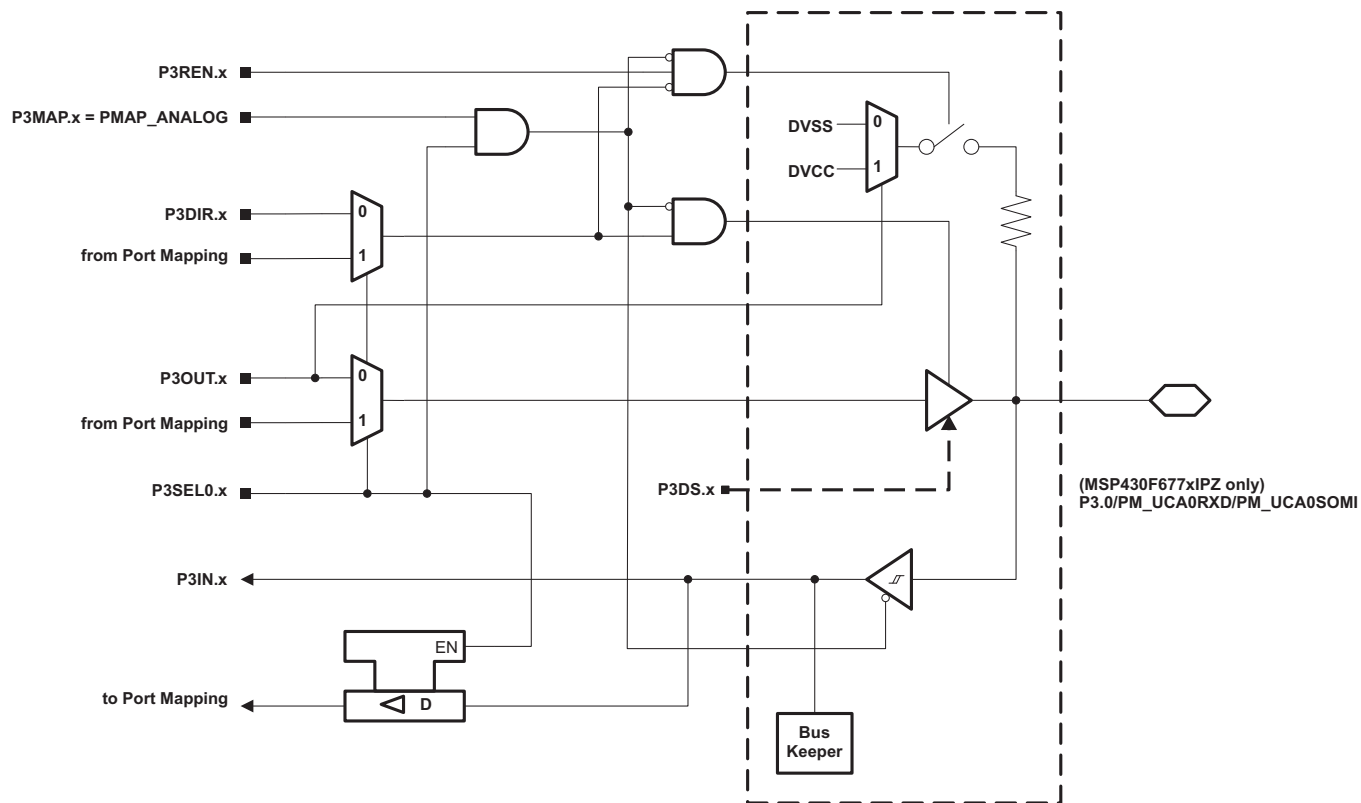 P3REN.x
P3MAP.x = PMAP_ANALOG
DVSS
0
DVCC
1
P3DIR.x
0
from Port Mapping
1
P3OUT.x
0
from Port Mapping
1
P3SEL0.x
P3DS.x
(MSP430F677xIPZ only)
P3.0/PM_UCA0RXD/PM_UCA0SOMI
P3IN.x
EN
to Port Mapping
D
Bus
Keeper